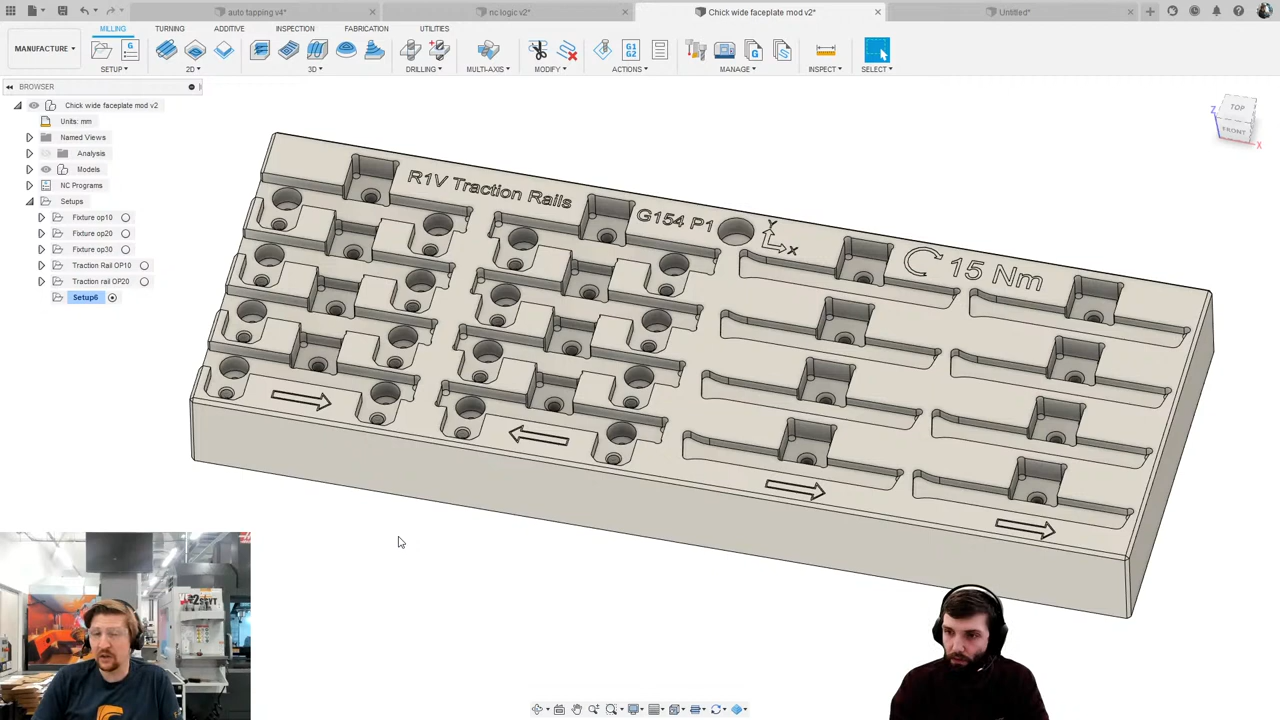 auto tapping v4*
nc logic v2*
Chick wide faceplate mod v2*
Untitled*
MILLING
TURNING
ADDITIVE
INSPECTION
FABRICATION
UTILITIES
MANUFACTURE
G1
G2
SETUP
2D
3D
DRILLING
MULTI-AXIS
MODIFY
ACTIONS
MANAGE
INSPECT
SELECT
BROWSER
Chick wide faceplate mod v2
Units: mm
Named Views
Analysis
Models
NC Programs
Setups
Fixture op10
Fixture op20
Fixture op30
Traction Rail OP10
Traction rail OP20
Setup6
TOP
FRONT
Z
X
R1V Traction Rails
G154 P1
Y
X
15 Nm